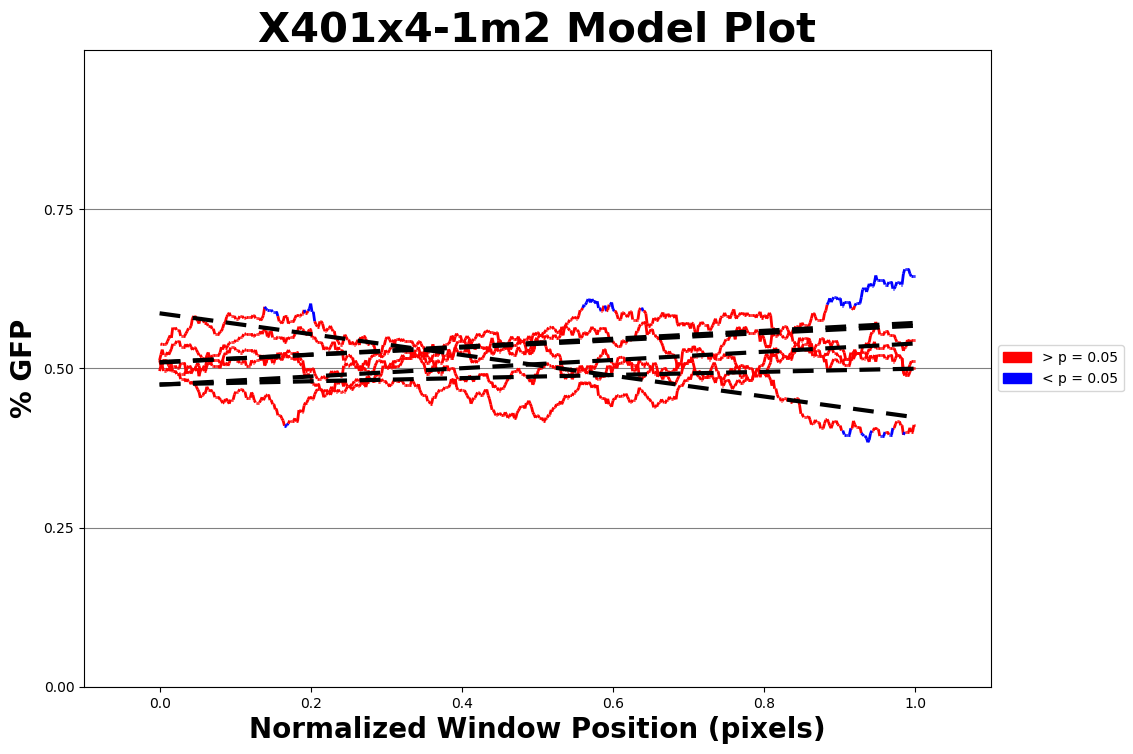 X401x4-1m2 Model Plot
% GFP
0.75
0.50
0.25
0.00
0.0 0.2 0.4 0.6 0.8 1.0
Normalized Window Position (pixels)
> p = 0.05
< p = 0.05